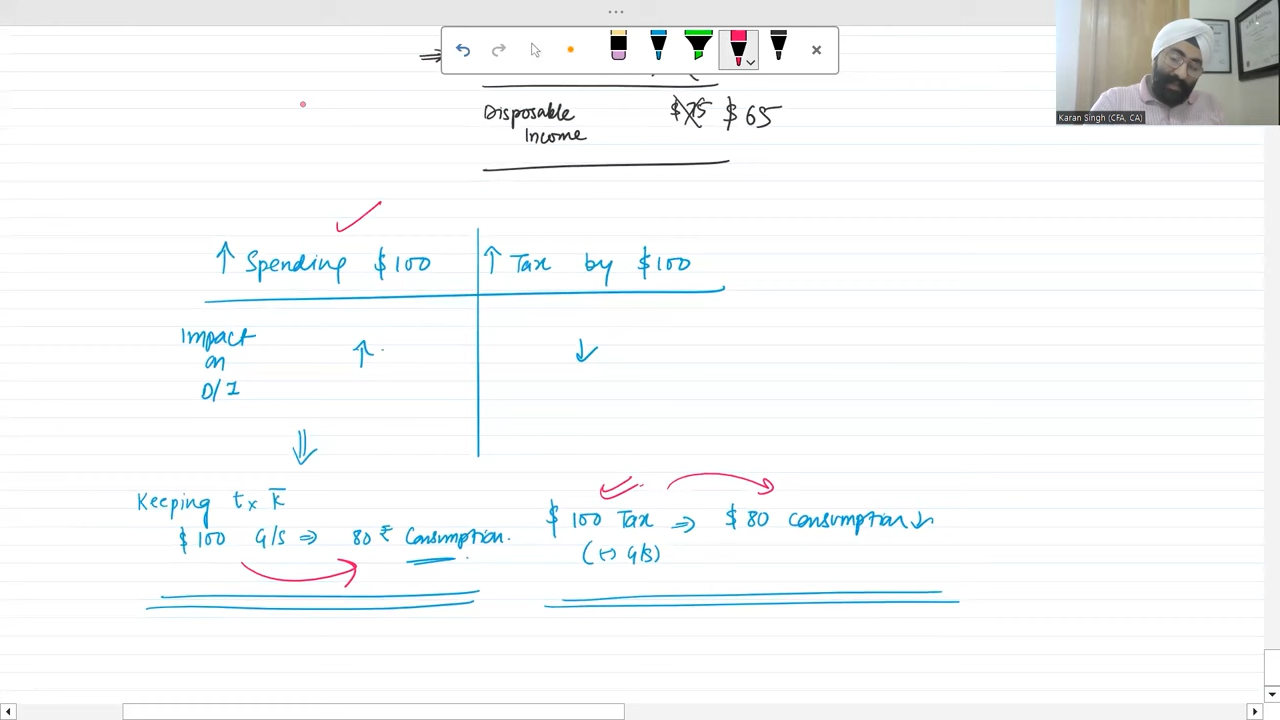 Disposable $75 $65
Income
↑ Spending $100
↑ Tax by $100
Impact
on
D/I
↑
↓
Keeping tx k̄
$100 G/S ⇒ 80₹ Consumption.
$100 Tax ⇒ $80 consumption↓
(↔ G/S)
Karan Singh (CFA, CA)